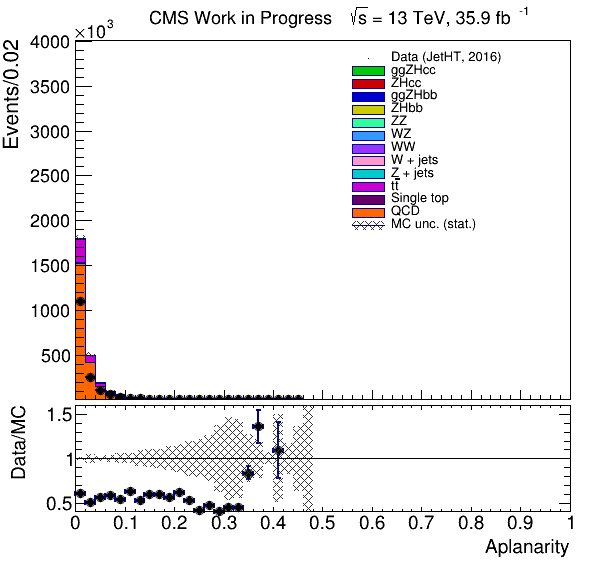 CMS Work in Progress √s = 13 TeV, 35.9 fb -1
×10³
Events/0.02
4000
3500
3000
2500
2000
1500
1000
500
Data (JetHT, 2016)
ggZHcc
ZHcc
ggZHbb
ZHbb
ZZ
WZ
WW
W + jets
Z + jets
tt̅
Single top
QCD
MC unc. (stat.)
Data/MC
1.5
1
0.5
0 0.1 0.2 0.3 0.4 0.5 0.6 0.7 0.8 0.9 1
Aplanarity